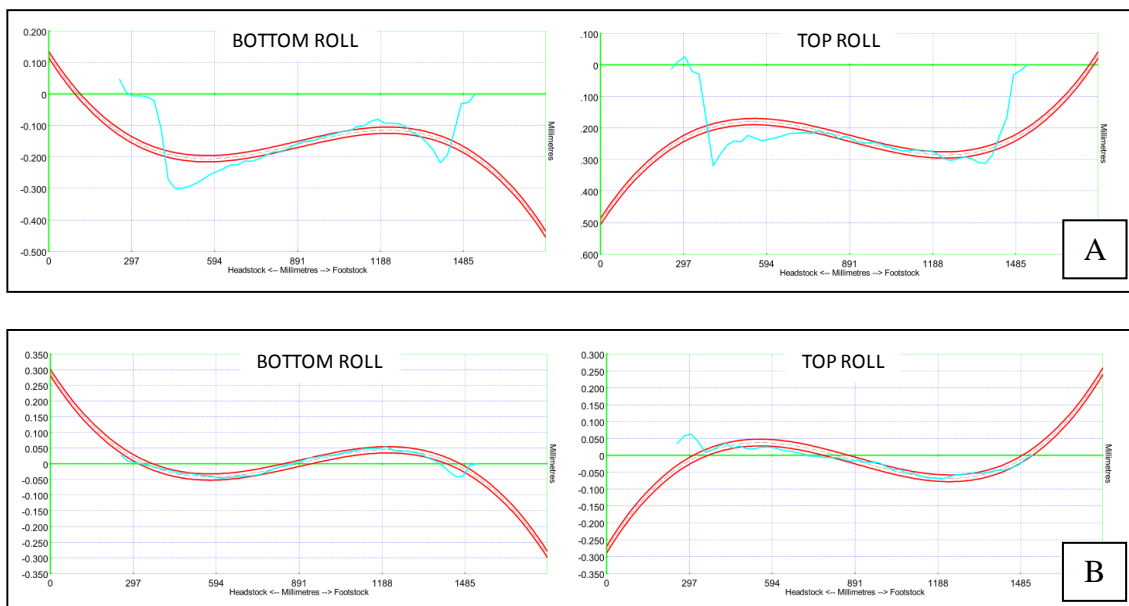 BOTTOM ROLL
0.200
0.100
0
-0.100
-0.200
-0.300
-0.400
-0.500
0 297 594 891 1188 1485
Headstock <-- Millimetres --> Footstock
Millimetres
TOP ROLL
.100
0
.100
.200
.300
.400
.500
.600
0 297 594 891 1188 1485
Headstock <-- Millimetres --> Footstock
Millimetres
A
BOTTOM ROLL
0.350
0.300
0.250
0.200
0.150
0.100
0.050
0
-0.050
-0.100
-0.150
-0.200
-0.250
-0.300
-0.350
0 297 594 891 1188 1485
Headstock <-- Millimetres --> Footstock
Millimetres
TOP ROLL
0.300
0.250
0.200
0.150
0.100
0.050
0
-0.050
-0.100
-0.150
-0.200
-0.250
-0.300
-0.350
0 297 594 891 1188 1485
Headstock <-- Millimetres --> Footstock
Millimetres
B